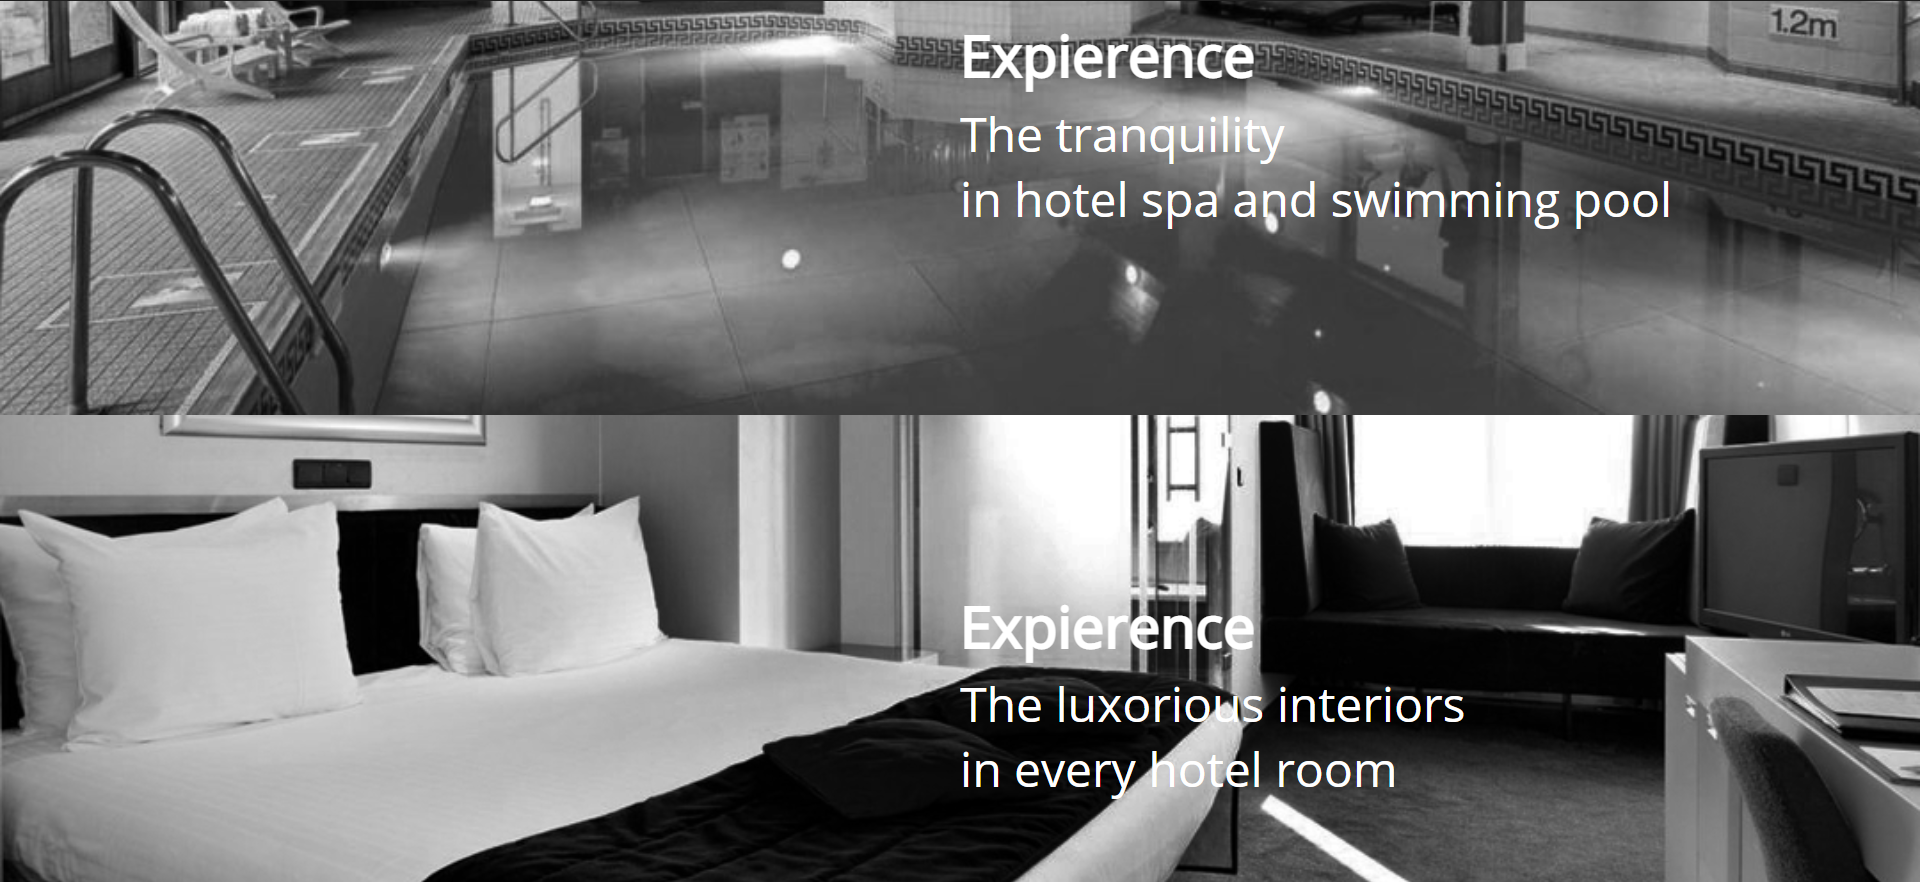 1.2m
Expierence
The tranquility
in hotel spa and swimming pool
Expierence
The luxorious interiors
in every hotel room